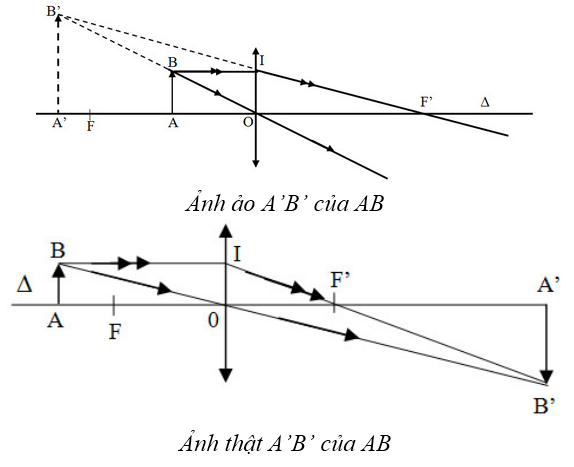 B'
B I
F' Δ
A' F A O
Ảnh ảo A'B' của AB
B I
Δ F' A'
A F 0
B'
Ảnh thật A'B' của AB